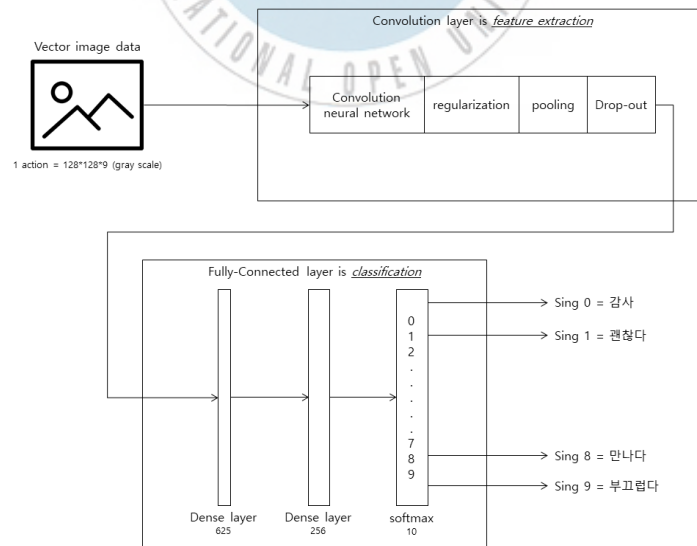 Convolution layer is feature extraction
Vector image data
Convolution
neural network
regularization
pooling
Drop-out
1 action = 128*128*9 (gray scale)
Fully-Connected layer is classification
0
1
2
.
.
.
.
.
7
8
9
Sing 0 = 감사
Sing 1 = 괜찮다
Sing 8 = 만나다
Sing 9 = 부끄럽다
Dense layer
625
Dense layer
256
softmax
10